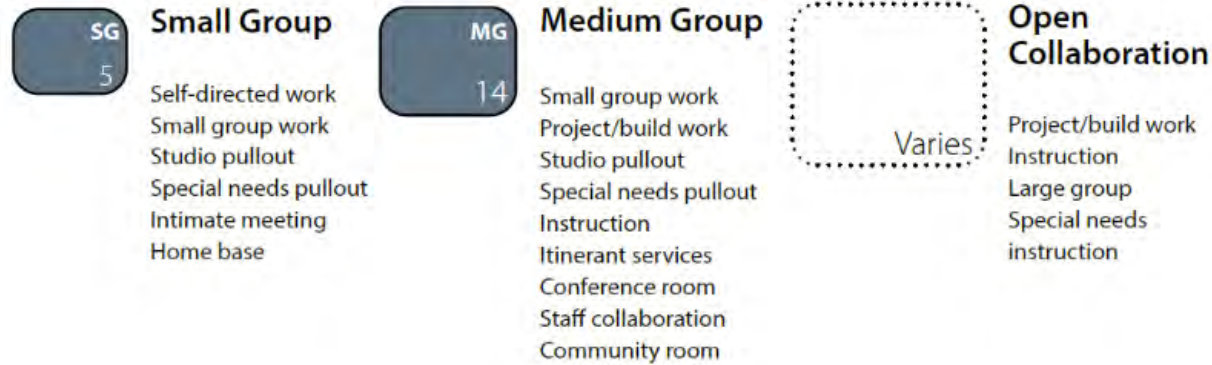 SG
5
Small Group
Self-directed work
Small group work
Studio pullout
Special needs pullout
Intimate meeting
Home base
MG
14
Medium Group
Small group work
Project/build work
Studio pullout
Special needs pullout
Instruction
Itinerant services
Conference room
Staff collaboration
Community room
Varies
Open
Collaboration
Project/build work
Instruction
Large group
Special needs
instruction